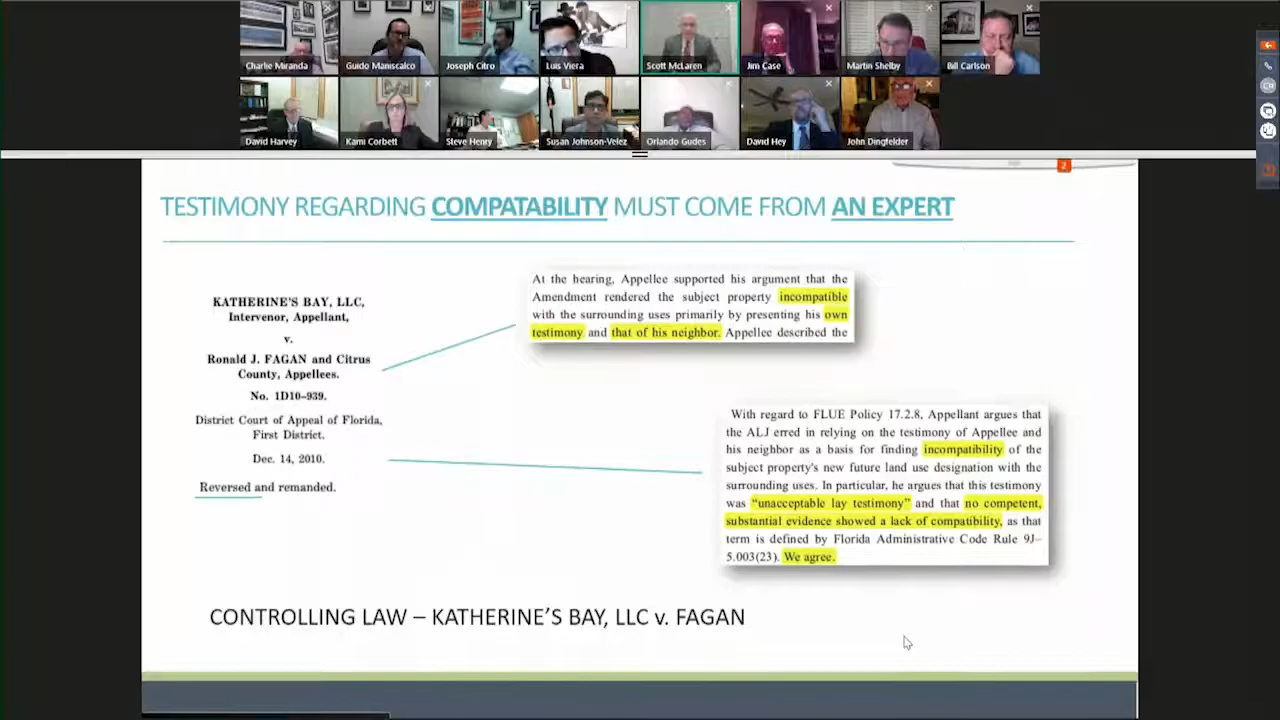 Charlie Miranda
Guido Maniscalco
Joseph Citro
Luis Viera
Scott McLaren
Jim Case
Martin Shelby
Bill Carlson
David Harvey
Kami Corbett
Steve Henry
Susan Johnson-Velez
Orlando Gudes
David Hey
John Dingfelder
2
TESTIMONY REGARDING COMPATABILITY MUST COME FROM AN EXPERT
KATHERINE'S BAY, LLC,
Intervenor, Appellant,
v.
Ronald J. FAGAN and Citrus
County, Appellees.
No. 1D10–939.
District Court of Appeal of Florida,
First District.
Dec. 14, 2010.
Reversed and remanded.
At the hearing, Appellee supported his argument that the
Amendment rendered the subject property incompatible
with the surrounding uses primarily by presenting his own
testimony and that of his neighbor. Appellee described the
With regard to FLUE Policy 17.2.8, Appellant argues that
the ALJ erred in relying on the testimony of Appellee and
his neighbor as a basis for finding incompatibility of the
subject property's new future land use designation with the
surrounding uses. In particular, he argues that this testimony
was "unacceptable lay testimony" and that no competent,
substantial evidence showed a lack of compatibility, as that
term is defined by Florida Administrative Code Rule 9J–
5.003(23). We agree.
CONTROLLING LAW – KATHERINE'S BAY, LLC v. FAGAN